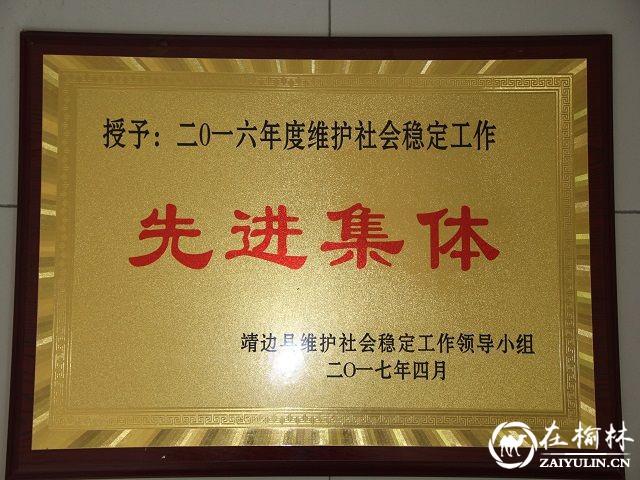 授予：二〇一六年度维护社会稳定工作
先进集体
靖边县维护社会稳定工作领导小组
二〇一七年四月
在榆林
ZAIYULIN.CN